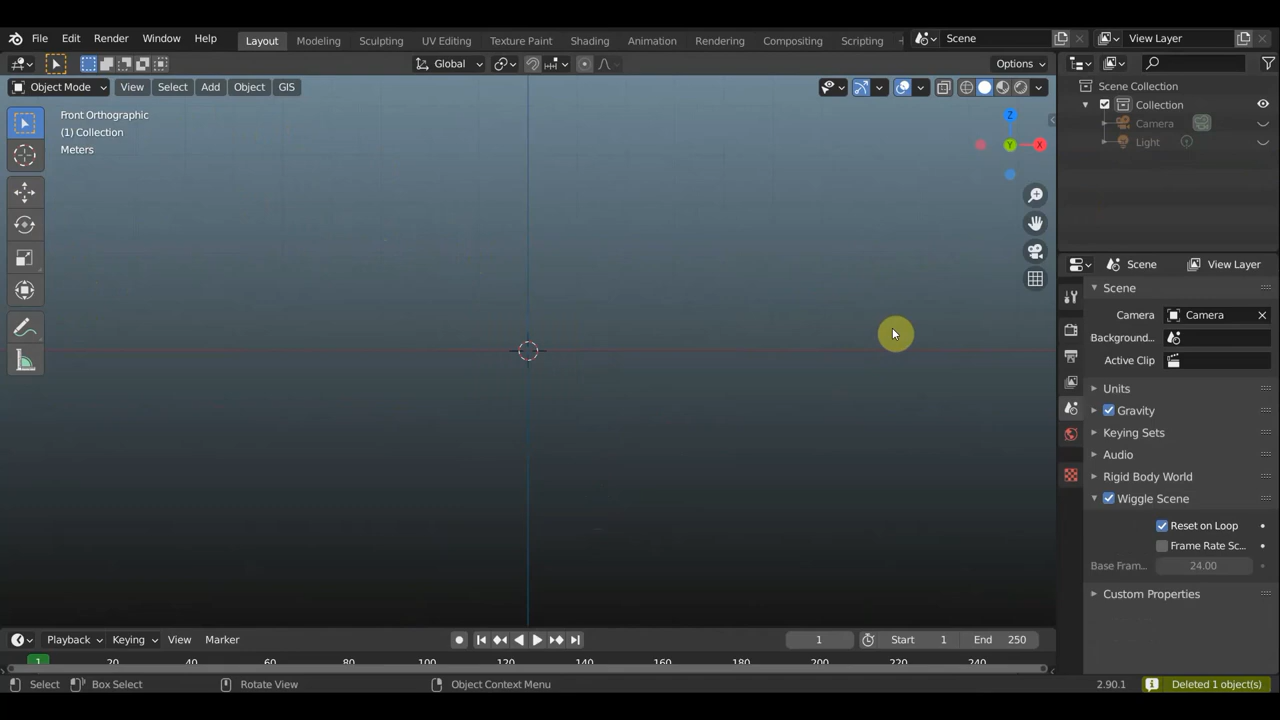 File Edit Render Window Help Layout Modeling Sculpting UV Editing Texture Paint Shading Animation Rendering Compositing Scripting Scene View Layer
Global Options
Object Mode View Select Add Object GIS
Scene Collection
Collection
Camera
Light
Front Orthographic
(1) Collection
Meters
Z
Y
X
Scene View Layer
Scene
Camera Camera
Background...
Active Clip
Units
Gravity
Keying Sets
Audio
Rigid Body World
Wiggle Scene
Reset on Loop
Frame Rate Sc...
Base Fram... 24.00
Custom Properties
Playback Keying View Marker 1 Start 1 End 250
1 20 40 60 80 100 120 140 160 180 200 220 240
Select Box Select Rotate View Object Context Menu 2.90.1 Deleted 1 object(s)